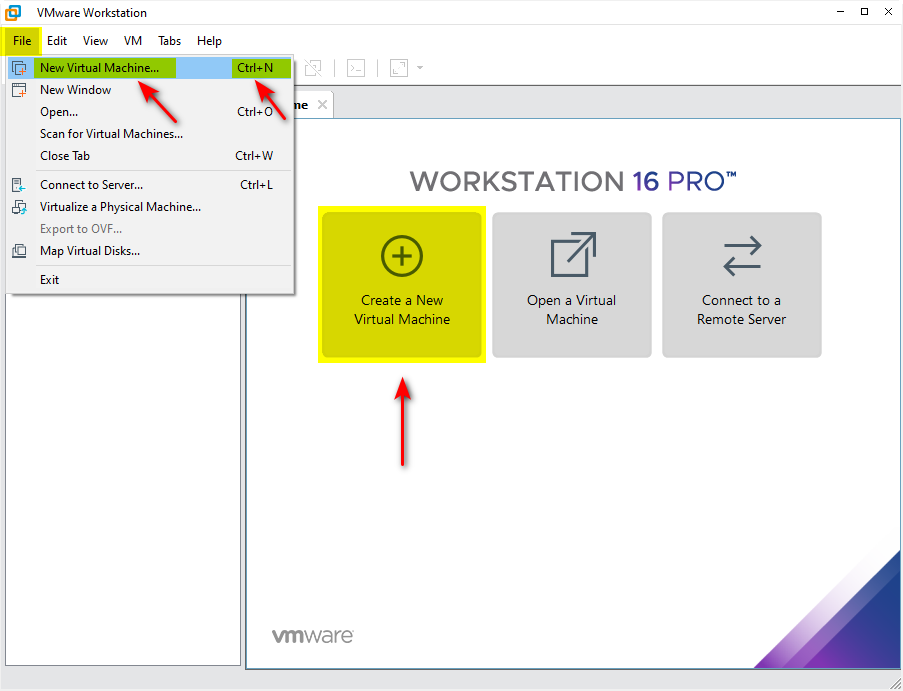 VMware Workstation
File Edit View VM Tabs Help
New Virtual Machine... Ctrl+N
New Window
Open... Ctrl+O
Scan for Virtual Machines...
Close Tab Ctrl+W
Connect to Server... Ctrl+L
Virtualize a Physical Machine...
Export to OVF...
Map Virtual Disks...
Exit
me
WORKSTATION 16 PRO™
Create a New
Virtual Machine
Open a Virtual
Machine
Connect to a
Remote Server
vmware